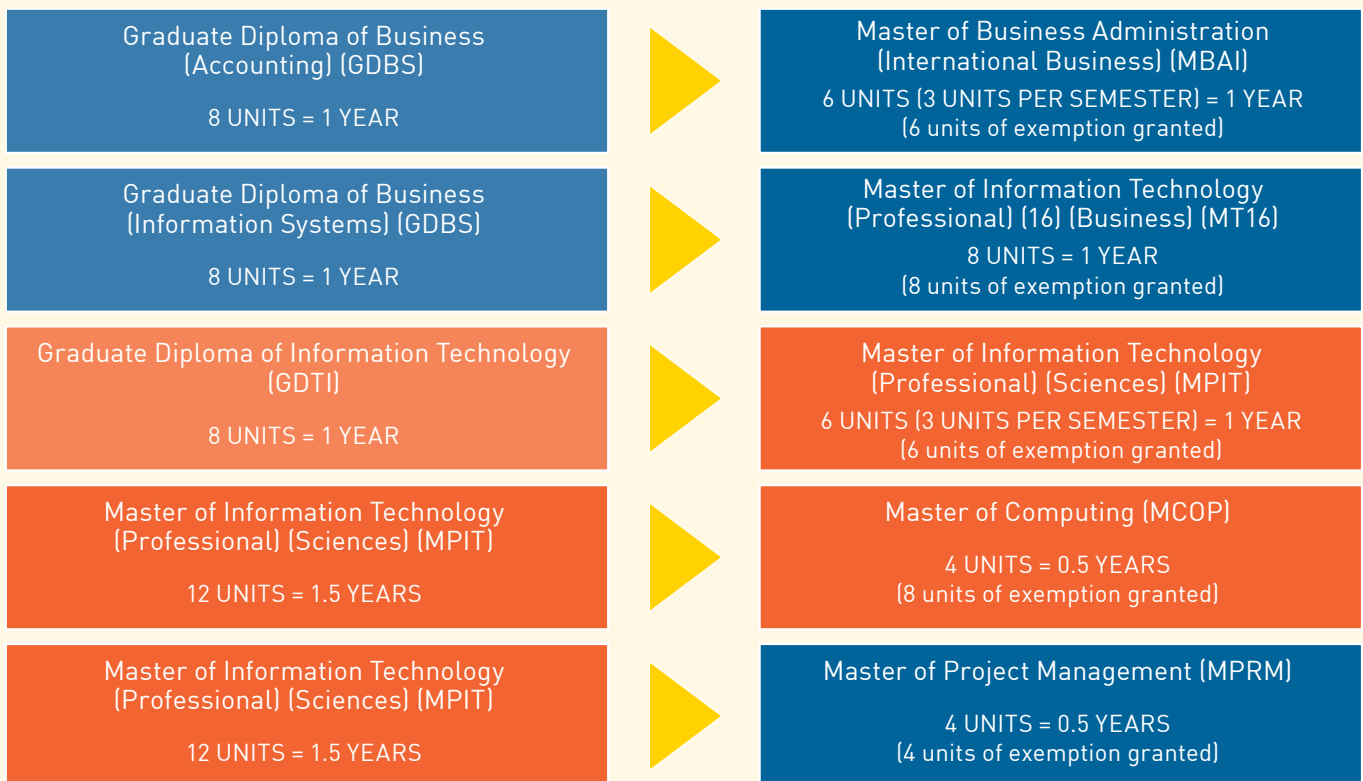 Graduate Diploma of Business
(Accounting) (GDBS)
8 UNITS = 1 YEAR
Master of Business Administration
(International Business) (MBAI)
6 UNITS (3 UNITS PER SEMESTER) = 1 YEAR
(6 units of exemption granted)
Graduate Diploma of Business
(Information Systems) (GDBS)
8 UNITS = 1 YEAR
Master of Information Technology
(Professional) (16) (Business) (MT16)
8 UNITS = 1 YEAR
(8 units of exemption granted)
Graduate Diploma of Information Technology
(GDTI)
8 UNITS = 1 YEAR
Master of Information Technology
(Professional) (Sciences) (MPIT)
6 UNITS (3 UNITS PER SEMESTER) = 1 YEAR
(6 units of exemption granted)
Master of Information Technology
(Professional) (Sciences) (MPIT)
12 UNITS = 1.5 YEARS
Master of Computing (MCOP)
4 UNITS = 0.5 YEARS
(8 units of exemption granted)
Master of Information Technology
(Professional) (Sciences) (MPIT)
12 UNITS = 1.5 YEARS
Master of Project Management (MPRM)
4 UNITS = 0.5 YEARS
(4 units of exemption granted)